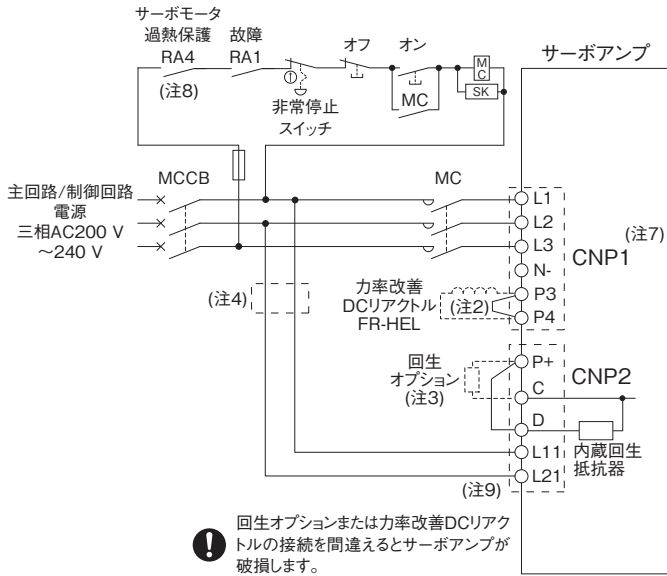 サーボモータ
過熱保護
RA4
(注8)
故障
RA1
非常停止
スイッチ
オフ
オン
MC
M
C
SK
サーボアンプ
主回路/制御回路
電源
三相AC200 V
～240 V
MCCB
MC
L1
L2
L3
N-
P3
P4
CNP1
(注7)
(注4)
力率改善
DCリアクトル
FR-HEL
(注2)
回生
オプション
(注3)
P+
C
D
L11
L21
CNP2
内蔵回生
抵抗器
(注9)
回生オプションまたは力率改善DCリアク
トルの接続を間違えるとサーボアンプが
破損します。